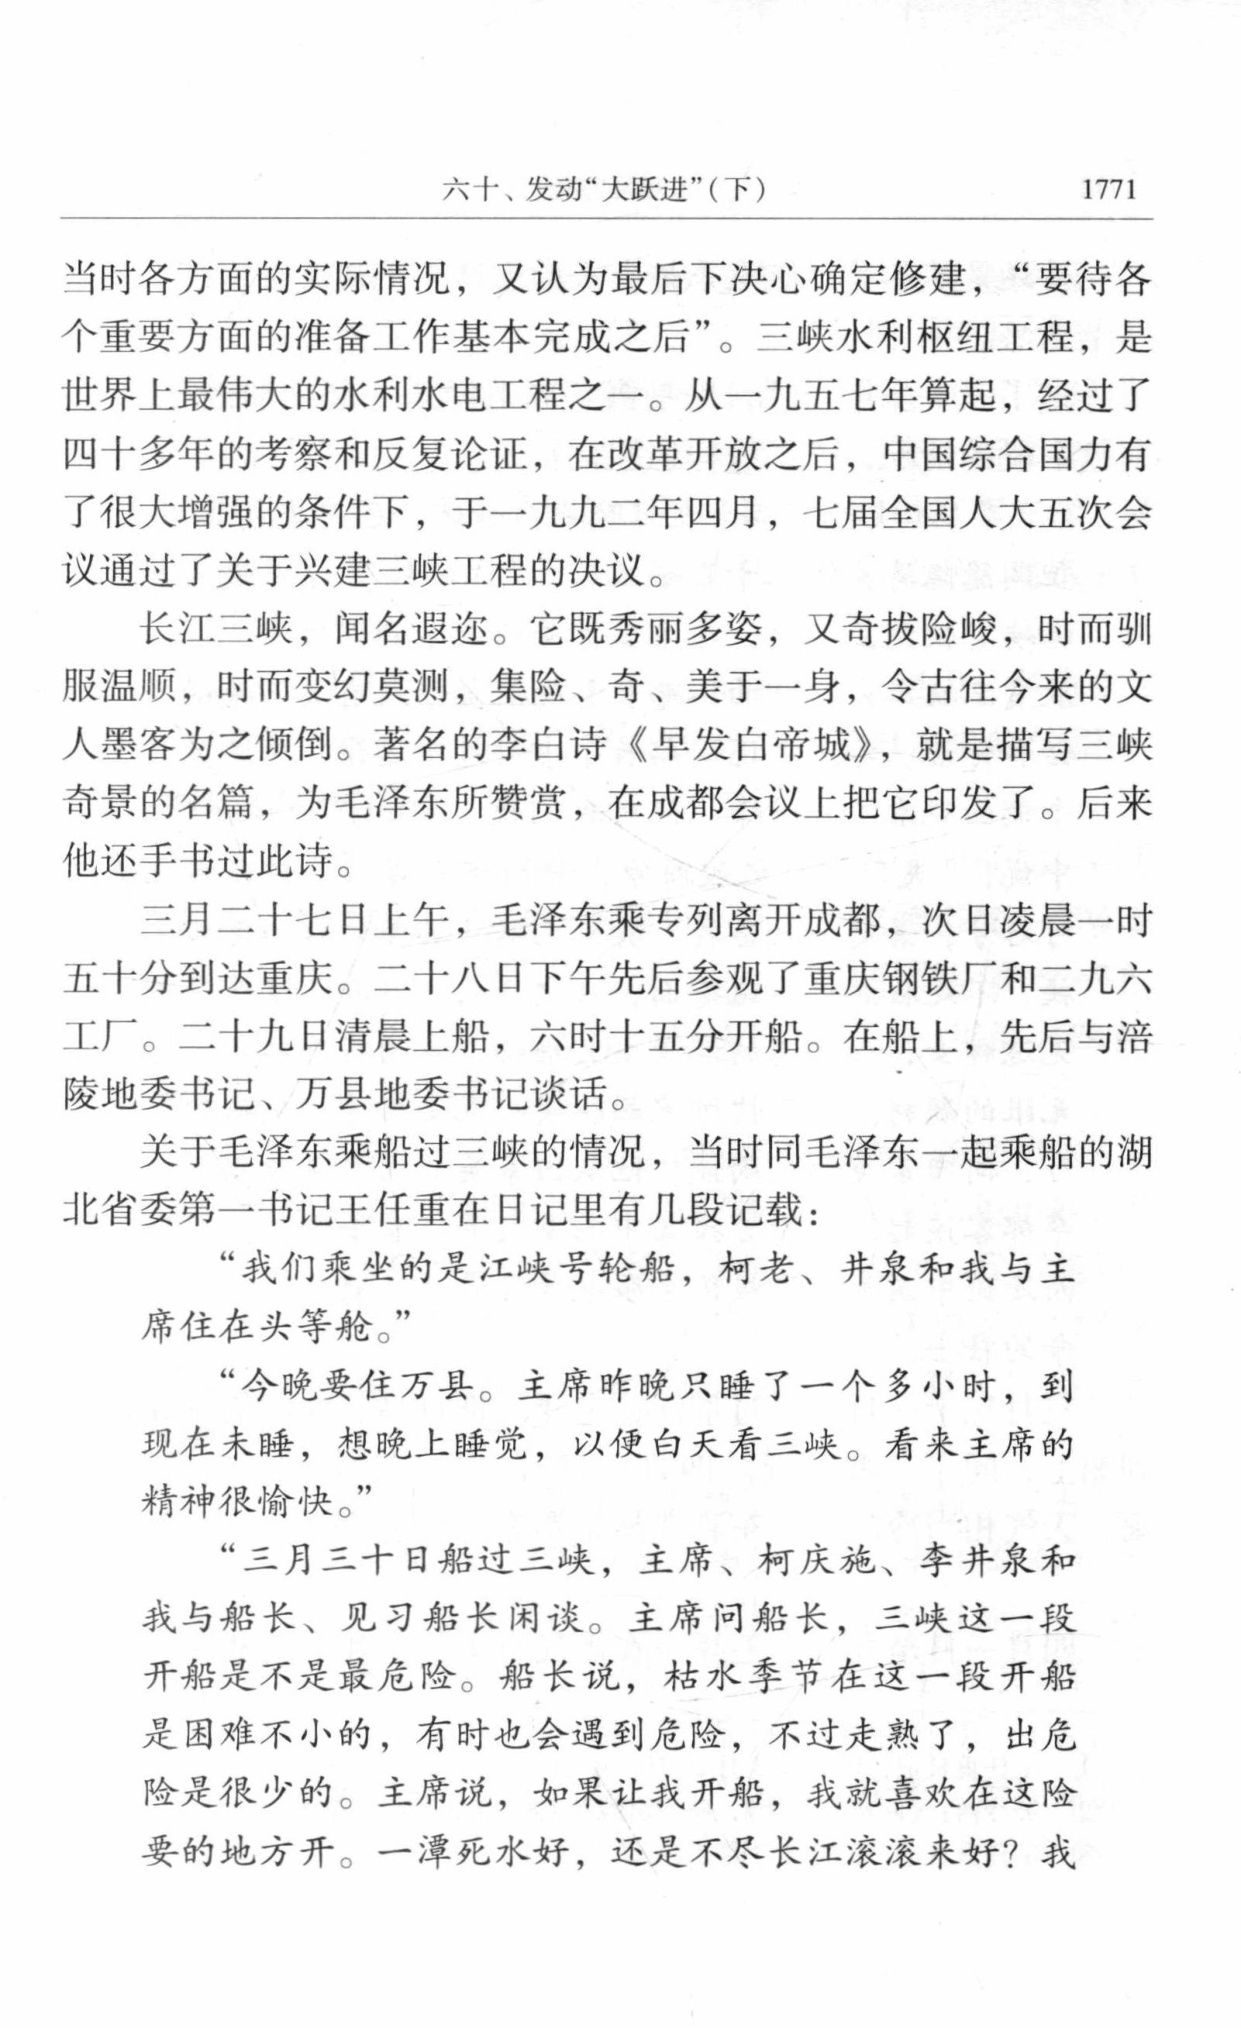 六十、发动“大跃进”(下) 1771
当时各方面的实际情况，又认为最后下决心确定修建，“要待各
个重要方面的准备工作基本完成之后”。三峡水利枢纽工程，是
世界上最伟大的水利水电工程之一。从一九五七年算起，经过了
四十多年的考察和反复论证，在改革开放之后，中国综合国力有
了很大增强的条件下，于一九九二年四月，七届全国人大五次会
议通过了关于兴建三峡工程的决议。
长江三峡，闻名遐迩。它既秀丽多姿，又奇拔险峻，时而驯
服温顺，时而变幻莫测，集险、奇、美于一身，令古往今来的文
人墨客为之倾倒。著名的李白诗《早发白帝城》，就是描写三峡
奇景的名篇，为毛泽东所赞赏，在成都会议上把它印发了。后来
他还手书过此诗。
三月二十七日上午，毛泽东乘专列离开成都，次日凌晨一时
五十分到达重庆。二十八日下午先后参观了重庆钢铁厂和二九六
工厂。二十九日清晨上船，六时十五分开船。在船上，先后与涪
陵地委书记、万县地委书记谈话。
关于毛泽东乘船过三峡的情况，当时同毛泽东一起乘船的湖
北省委第一书记王任重在日记里有几段记载：
“我们乘坐的是江峡号轮船，柯老、井泉和我与主
席住在头等舱。”
“今晚要住万县。主席昨晚只睡了一个多小时，到
现在未睡，想晚上睡觉，以便白天看三峡。看来主席的
精神很愉快。”
“三月三十日船过三峡，主席、柯庆施、李井泉和
我与船长、见习船长闲谈。主席问船长，三峡这一段
开船是不是最危险。船长说，枯水季节在这一段开船
是困难不小的，有时也会遇到危险，不过走熟了，出危
险是很少的。主席说，如果让我开船，我就喜欢在这险
要的地方开。一潭死水好，还是不尽长江滚滚来好？我